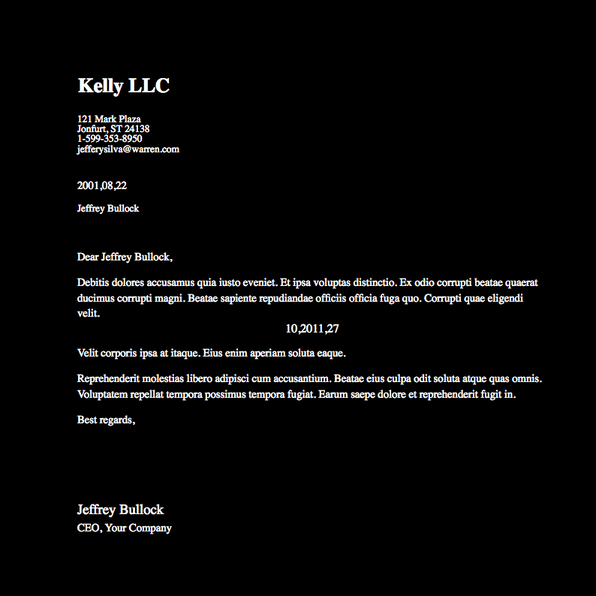 Kelly LLC
121 Mark Plaza
Jonfurt, ST 24138
1-599-353-8950
jefferysilva@warren.com
2001,08,22
Jeffrey Bullock
Dear Jeffrey Bullock,
Debitis dolores accusamus quia iusto eveniet. Et ipsa voluptas distinctio. Ex odio corrupti beatae quaerat
ducimus corrupti magni. Beatae sapiente repudiandae officiis officia fuga quo. Corrupti quae eligendi
velit.
10,2011,27
Velit corporis ipsa at itaque. Eius enim aperiam soluta eaque.
Reprehenderit molestias libero adipisci cum accusantium. Beatae eius culpa odit soluta atque quas omnis.
Voluptatem repellat tempora possimus tempora fugiat. Earum saepe dolore et reprehenderit fugit in.
Best regards,
Jeffrey Bullock
CEO, Your Company